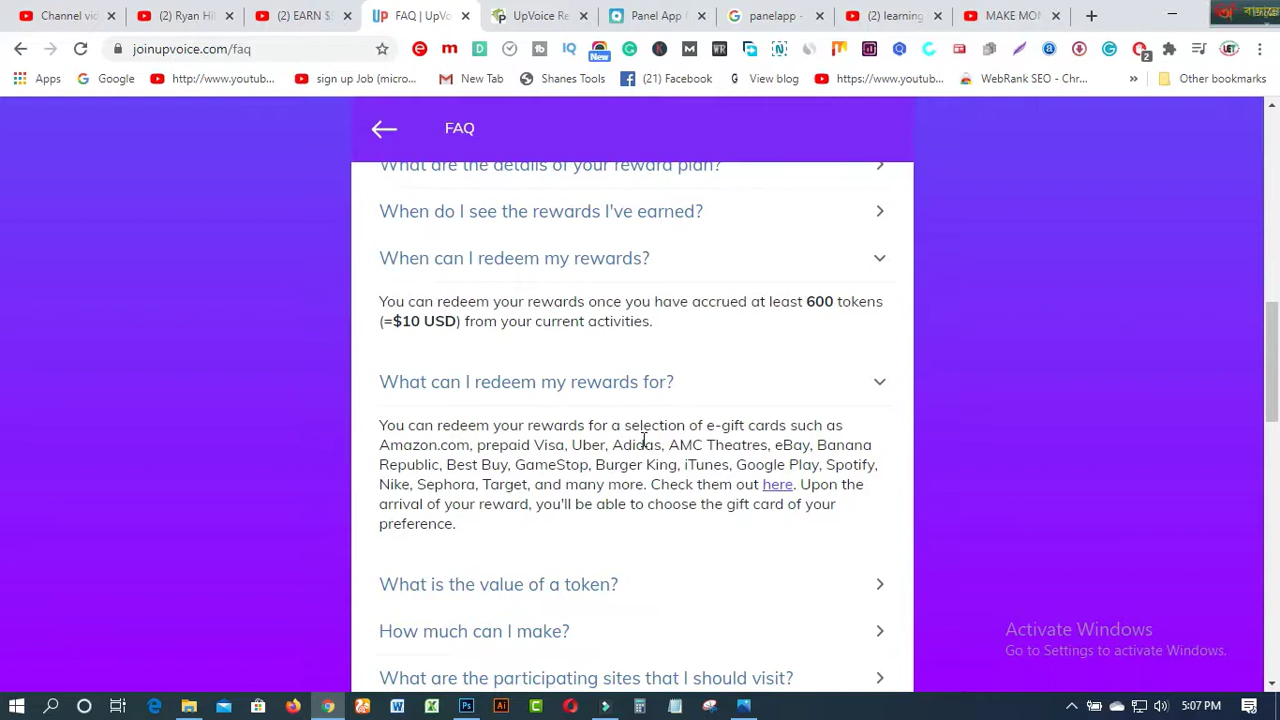 Channel vid
(2) Ryan Hil
(2) EARN $5
FAQ | UpVo
UpVoice
Panel App /
panelapp -
(2) learning
MAKE MON
joinupvoice.com/faq
New
2
Apps
Google
http://www.youtub...
sign up Job (micro...
New Tab
Shanes Tools
(21) Facebook
View blog
https://www.youtub...
WebRank SEO - Chr...
»
Other bookmarks
FAQ
What are the details of your reward plan?
When do I see the rewards I've earned?
When can I redeem my rewards?
You can redeem your rewards once you have accrued at least 600 tokens
(=$10 USD) from your current activities.
What can I redeem my rewards for?
You can redeem your rewards for a selection of e-gift cards such as
Amazon.com, prepaid Visa, Uber, Adidas, AMC Theatres, eBay, Banana
Republic, Best Buy, GameStop, Burger King, iTunes, Google Play, Spotify,
Nike, Sephora, Target, and many more. Check them out here. Upon the
arrival of your reward, you'll be able to choose the gift card of your
preference.
What is the value of a token?
How much can I make?
What are the participating sites that I should visit?
Activate Windows
Go to Settings to activate Windows.
5:07 PM